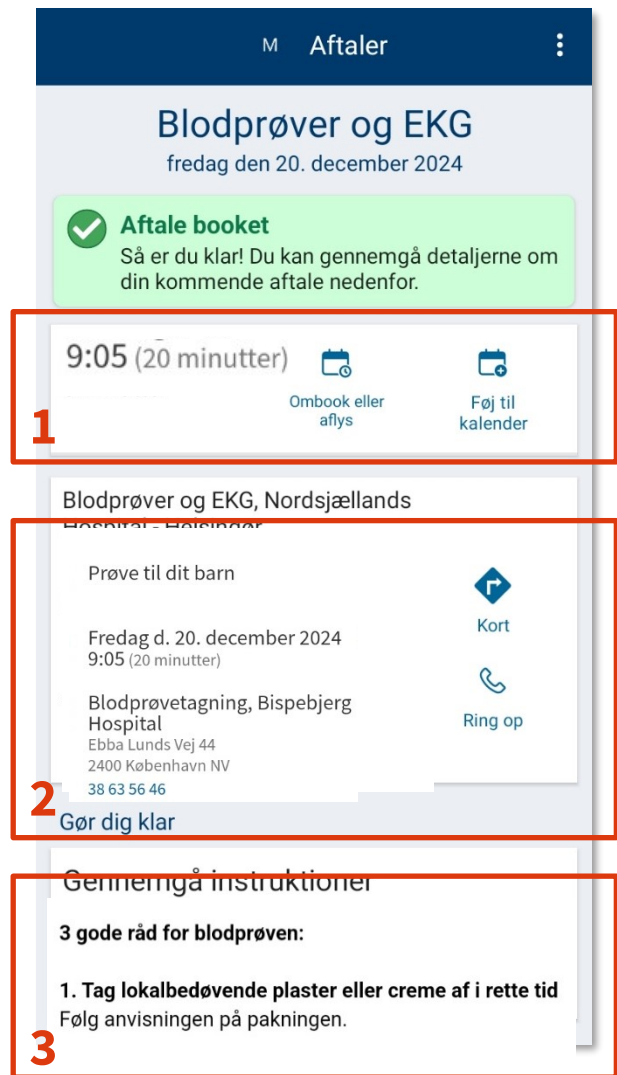 M Aftaler
Blodprøver og EKG
fredag den 20. december 2024
Aftale booket
Så er du klar! Du kan gennemgå detaljerne om
din kommende aftale nedenfor.
9:05 (20 minutter)
Ombook eller
aflys
Føj til
kalender
1
Blodprøver og EKG, Nordsjællands
Hospital - Helsingør
Prøve til dit barn
Fredag d. 20. december 2024
9:05 (20 minutter)
Blodprøvetagning, Bispebjerg
Hospital
Ebba Lunds Vej 44
2400 København NV
38 63 56 46
Kort
Ring op
2
Gør dig klar
Gennemgå instruktioner
3 gode råd for blodprøven:
1. Tag lokalbedøvende plaster eller creme af i rette tid
Følg anvisningen på pakningen.
3